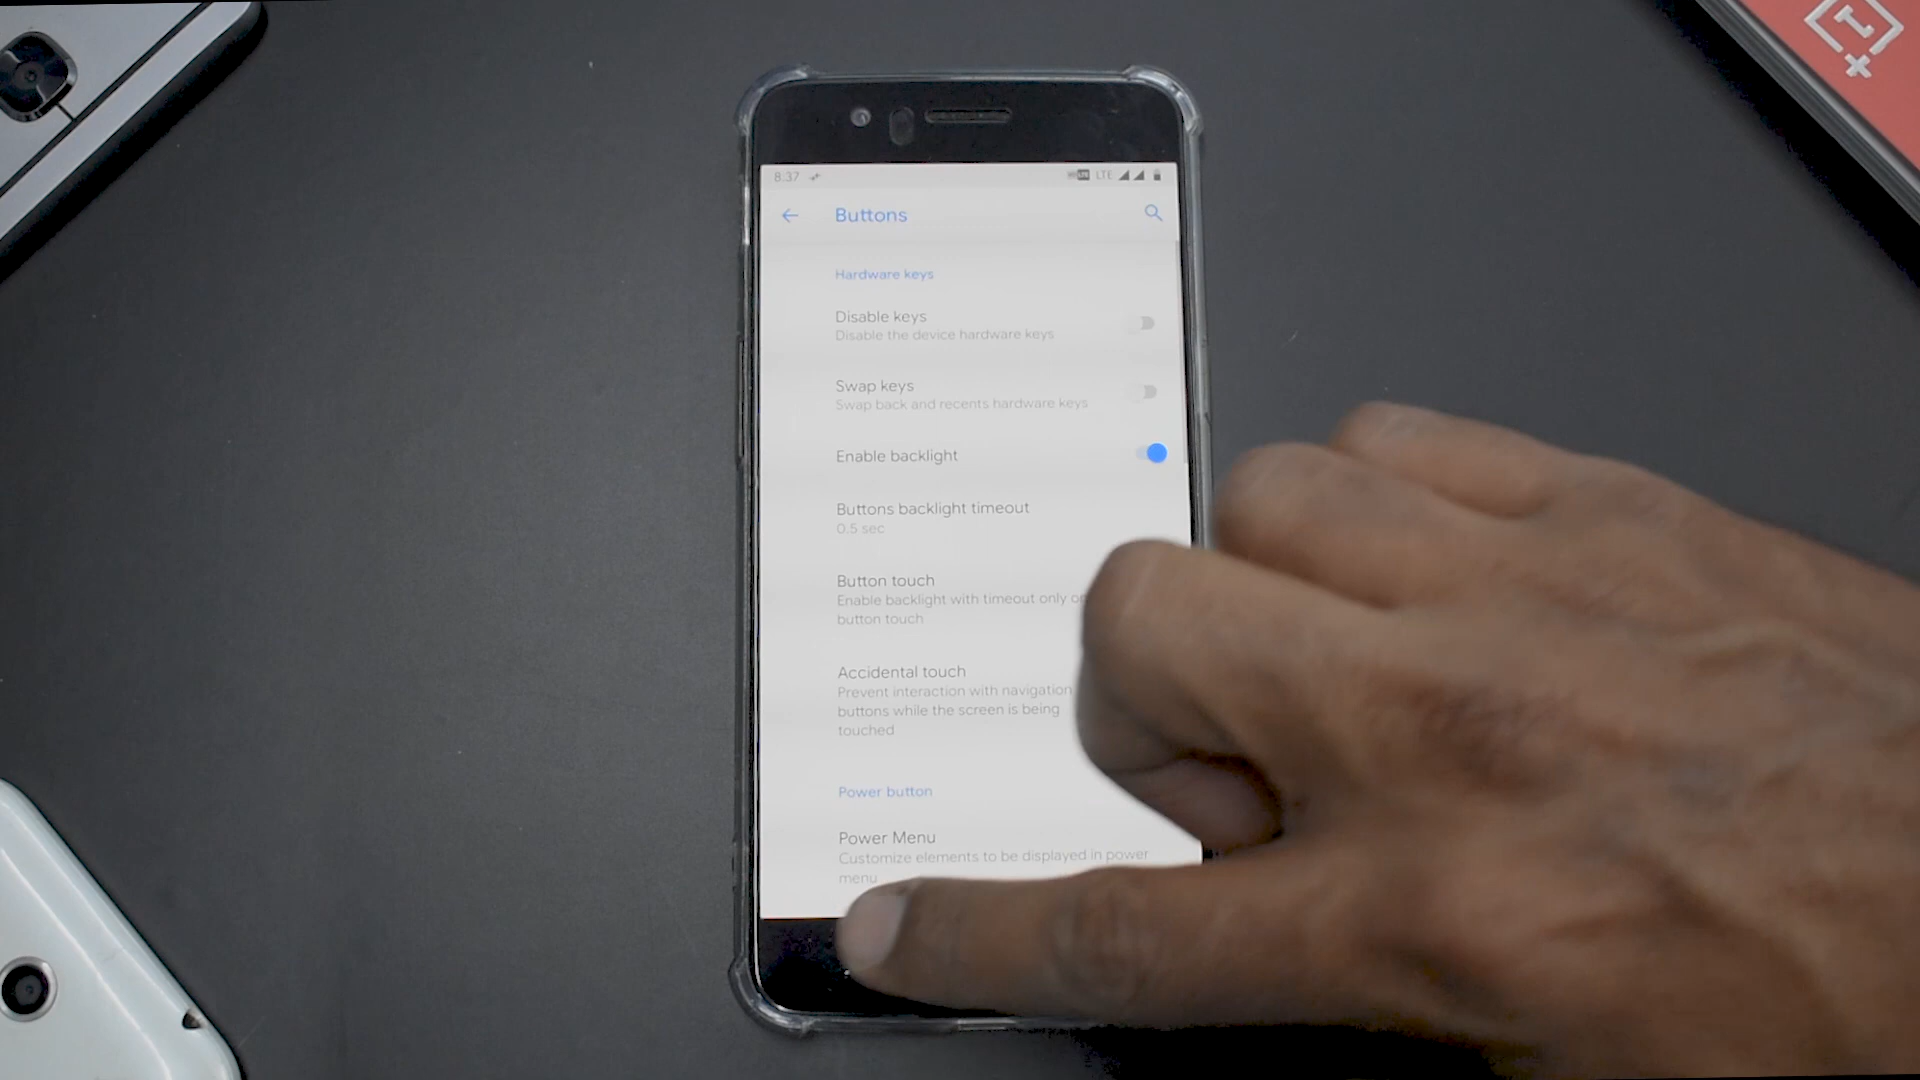 8:37
LTE
Buttons
Hardware keys
Disable keys
Disable the device hardware keys
Swap keys
Swap back and recents hardware keys
Enable backlight
Buttons backlight timeout
0.5 sec
Button touch
Enable backlight with timeout only
button touch
Accidental touch
Prevent interaction with navigation
buttons while the screen is being
touched
Power button
Power Menu
Customize elements to be displayed in power
menu